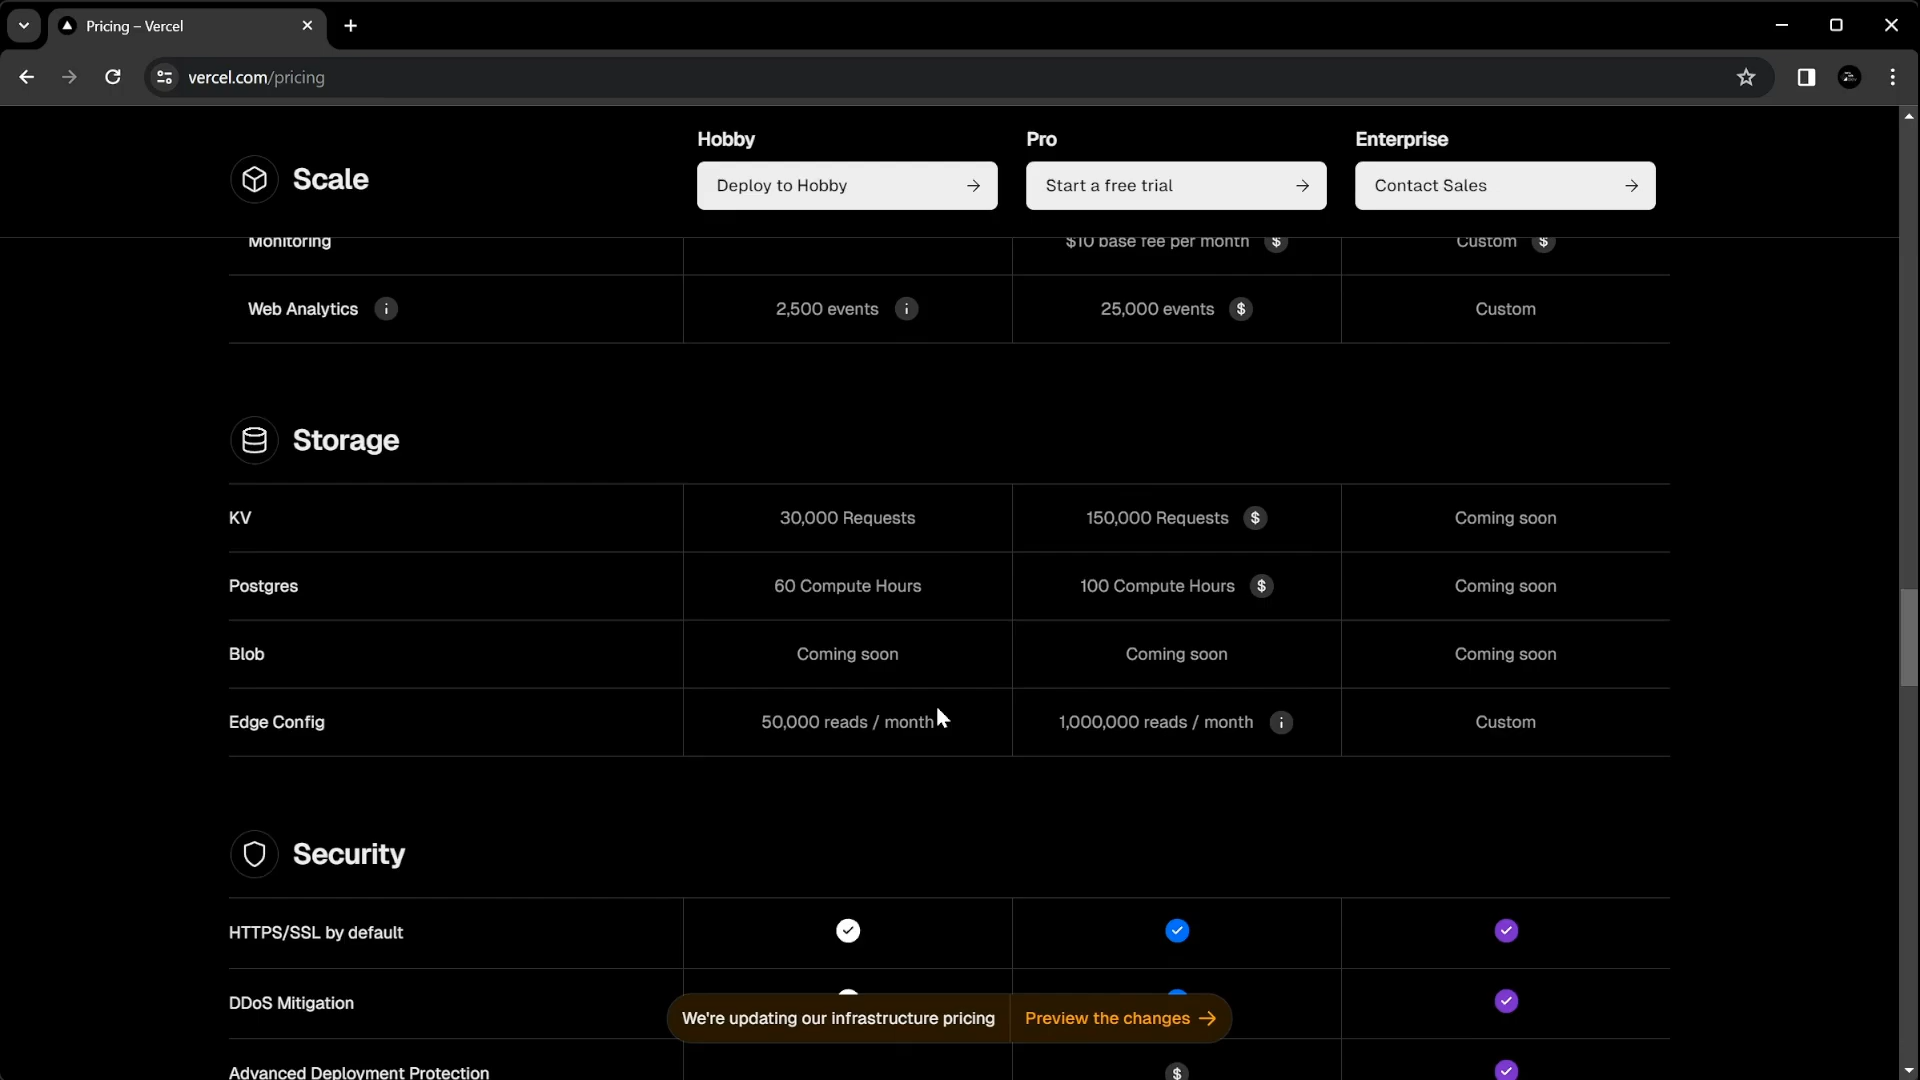 Pricing – Vercel
vercel.com/pricing
Hobby Pro Enterprise
Scale
Deploy to Hobby Start a free trial Contact Sales
Monitoring $10 base fee per month $ Custom $
Web Analytics i 2,500 events i 25,000 events $ Custom
Storage
KV 30,000 Requests 150,000 Requests $ Coming soon
Postgres 60 Compute Hours 100 Compute Hours $ Coming soon
Blob Coming soon Coming soon Coming soon
Edge Config 50,000 reads / month 1,000,000 reads / month i Custom
Security
HTTPS/SSL by default
DDoS Mitigation
We're updating our infrastructure pricing Preview the changes →
Advanced Deployment Protection $